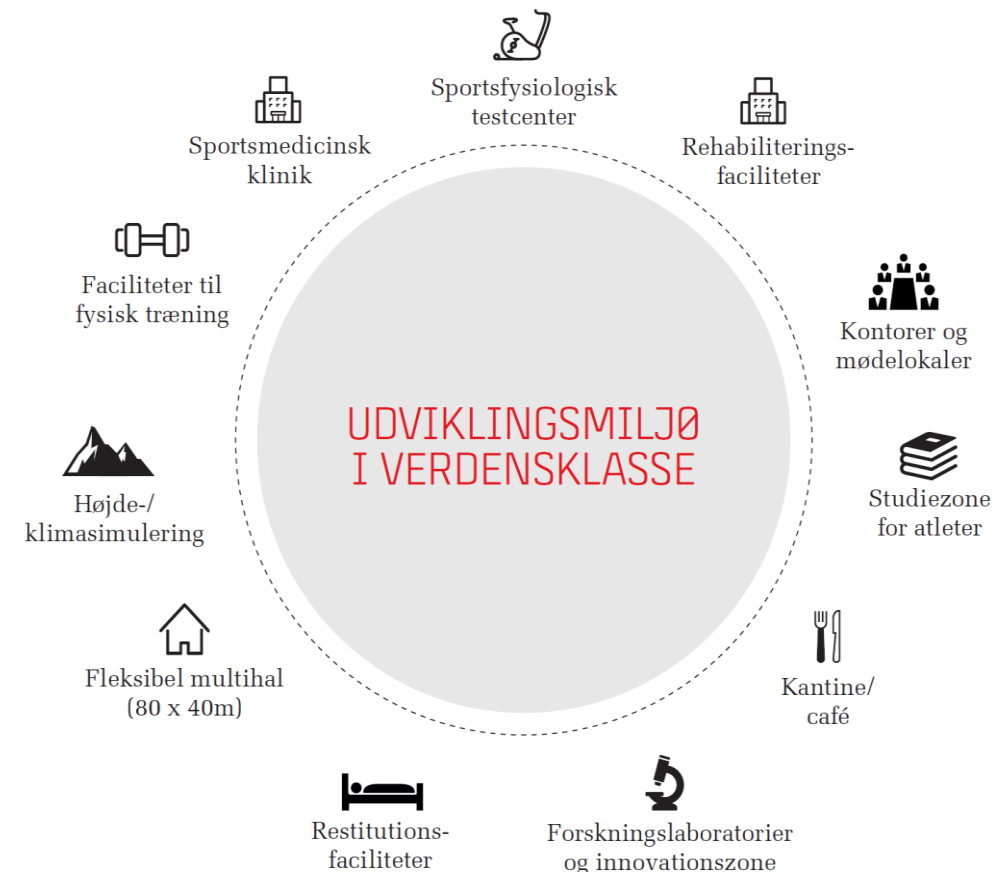 Sportsfysiologisk
testcenter
Rehabiliterings-
faciliteter
Kontorer og
mødelokaler
Studiezone
for atleter
Kantine/
café
Forskningslaboratorier
og innovationszone
Restitutions-
faciliteter
Fleksibel multihal
(80 x 40m)
Højde-/
klimasimulering
Faciliteter til
fysisk træning
Sportsmedicinsk
klinik
UDVIKLINGSMILJØ
I VERDENSKLASSE